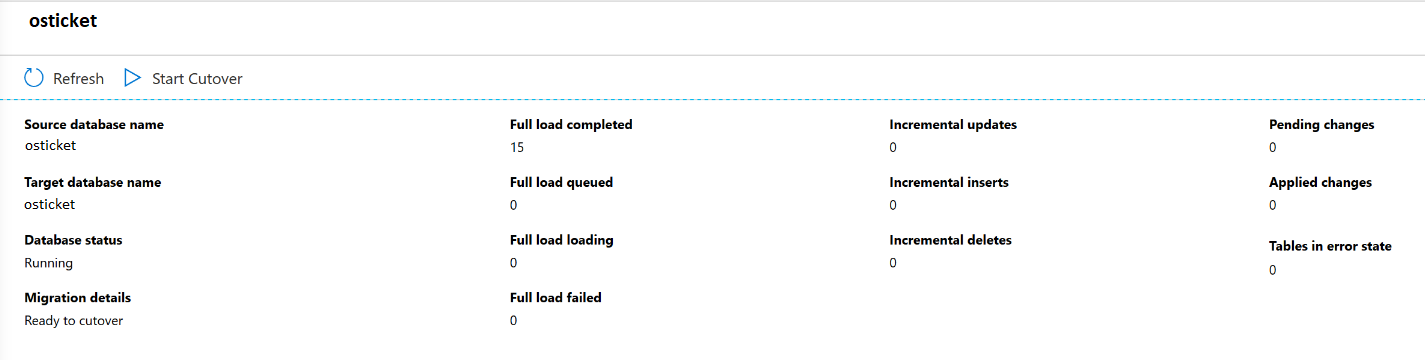 osticket
Refresh Start Cutover
Source database name
osticket
Target database name
osticket
Database status
Running
Migration details
Ready to cutover
Full load completed
15
Full load queued
0
Full load loading
0
Full load failed
0
Incremental updates
0
Incremental inserts
0
Incremental deletes
0
Pending changes
0
Applied changes
0
Tables in error state
0